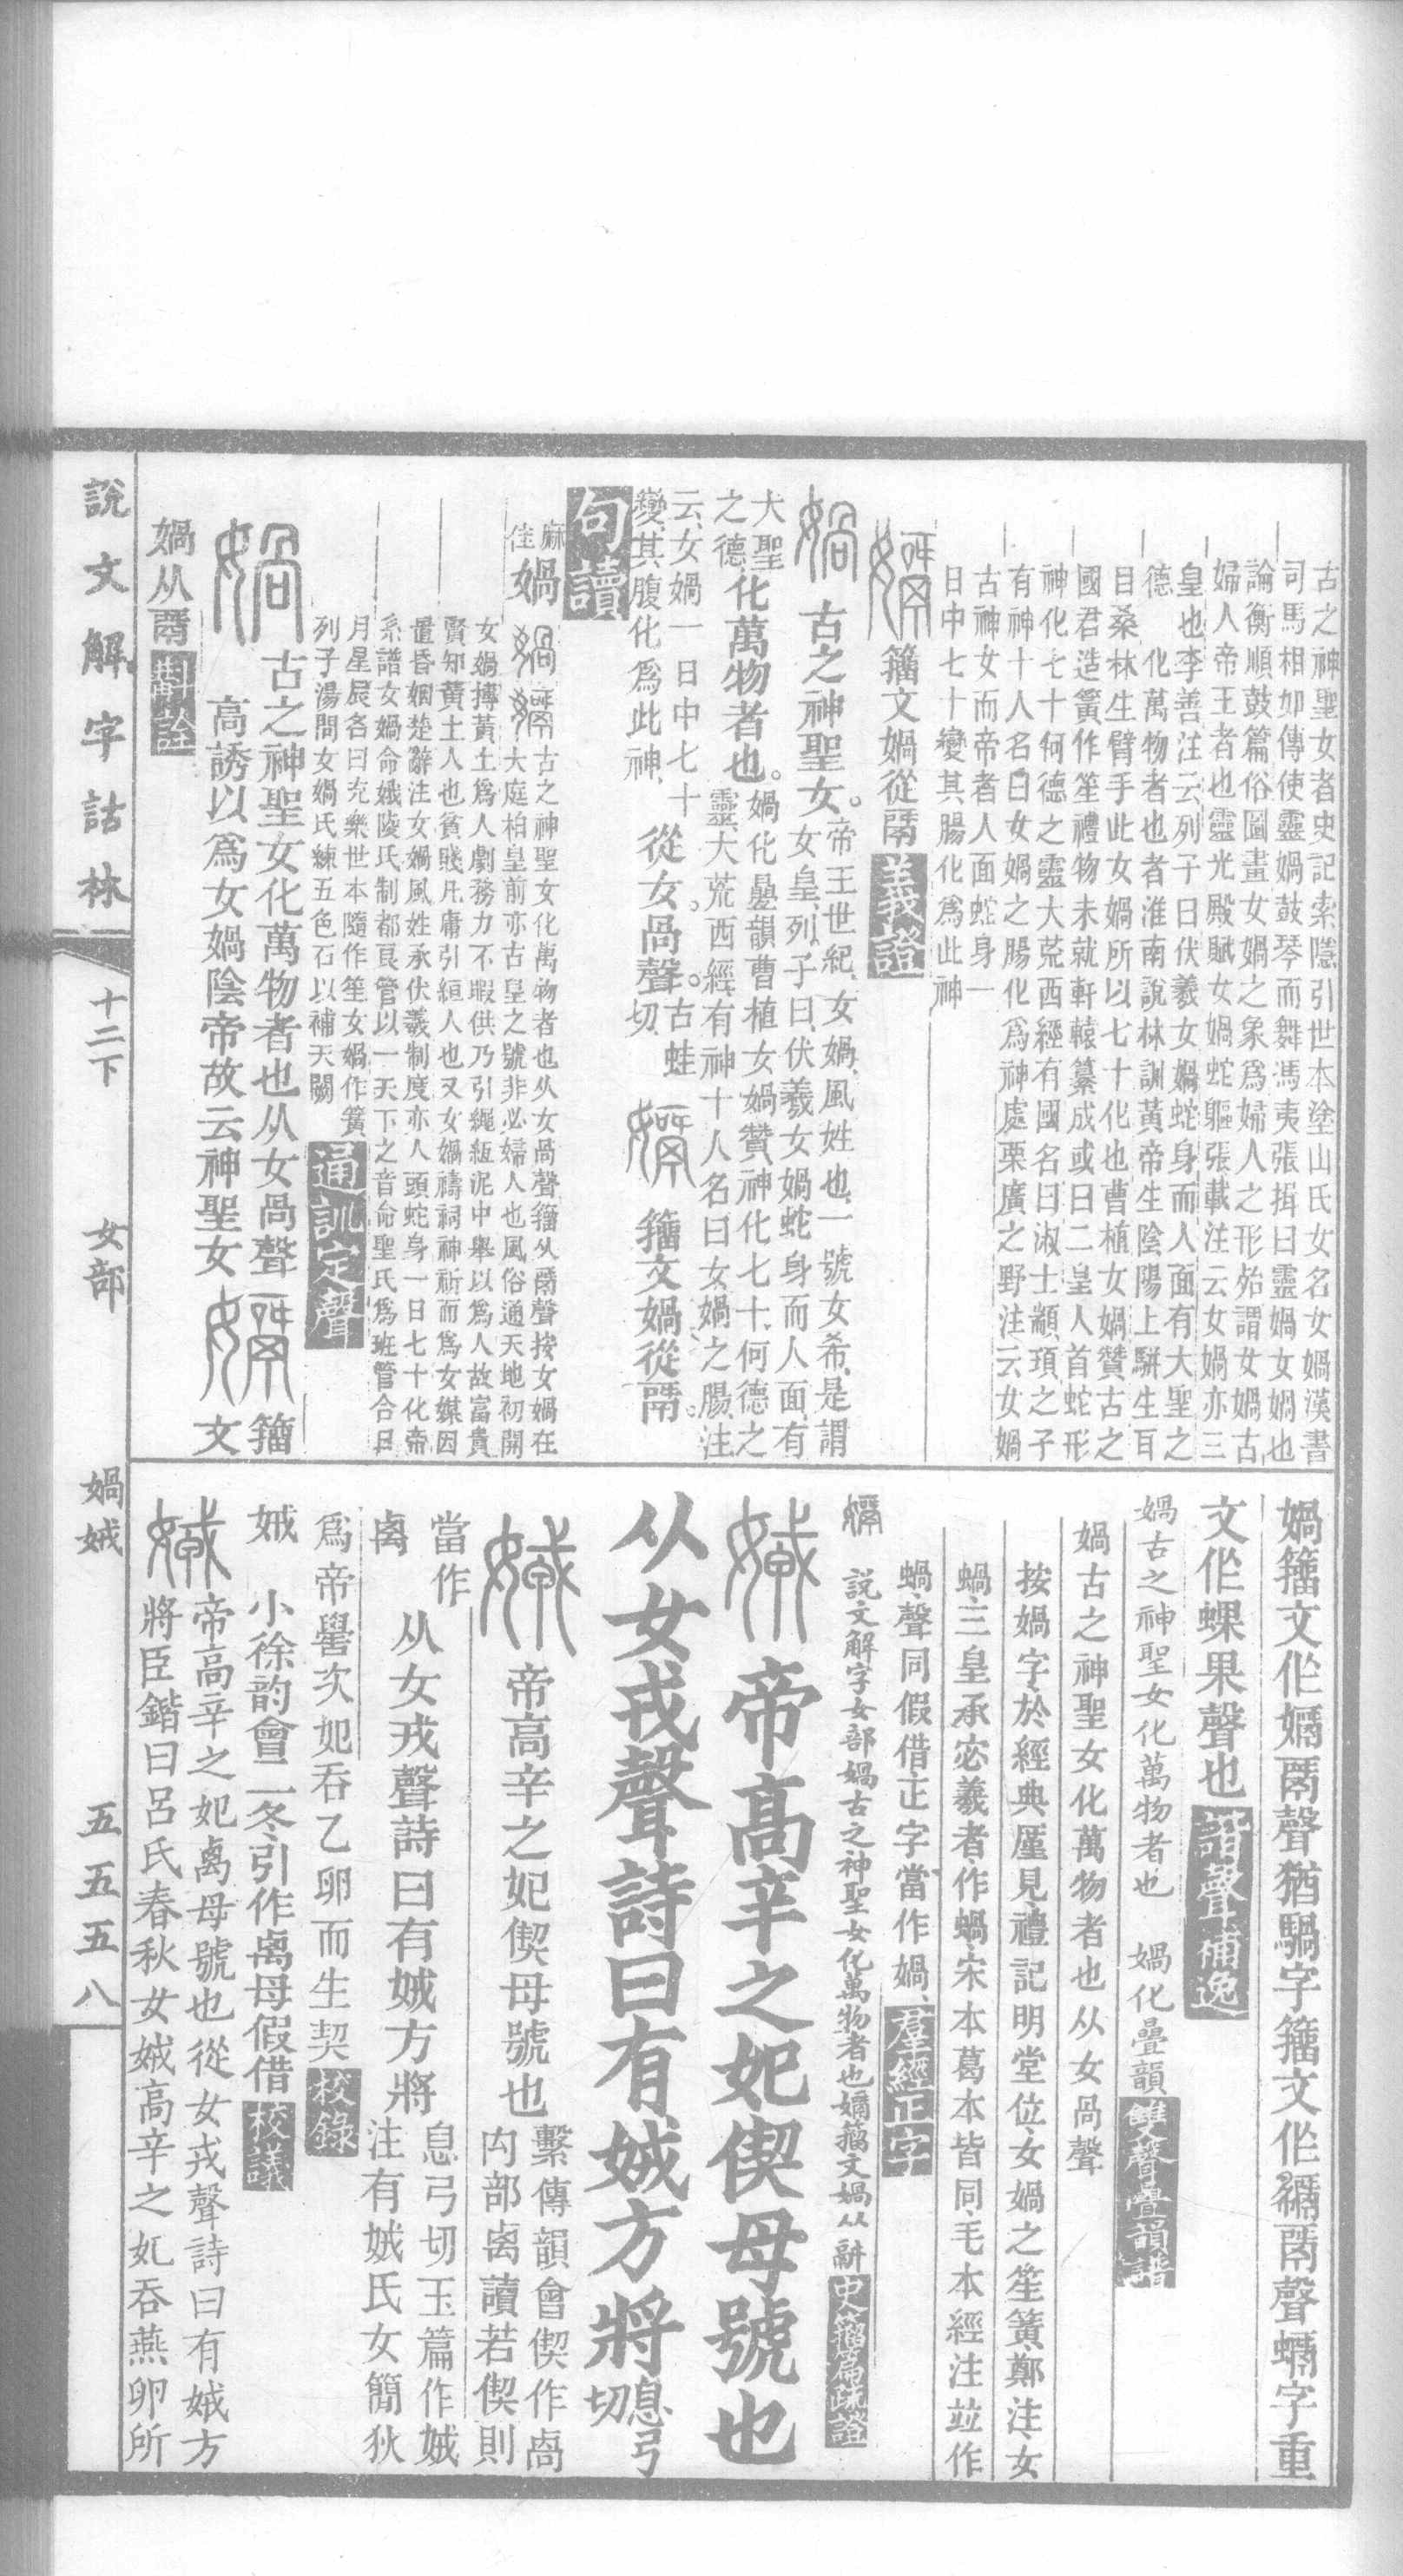 古之神聖女者史記索隱引世本塗山氏女名女媧漢書
司馬相如傳使靈媧鼓琴而舞馮夷張揖曰靈媧女媧也
論衡順鼓篇俗圖畫女媧之象爲婦人之形殆謂女媧古
婦人帝王者也靈光殿賦女媧蛇軀張載注云女媧亦三
皇也李善注云列子曰伏羲女媧蛇身而人面有大聖之
德 化萬物者也者淮南說林訓黃帝生陰陽上駢生耳
目桑林生臂手此女媧所以七十化也曹植女媧贊古之
國君造簧作笙禮物未就軒轅纂成或曰二皇人首蛇形
神化七十何德之靈大荒西經有國名曰淑士顓頊之子
有神十人名曰女媧之腸化爲神處栗廣之野注云女媧
古神女而帝者人面蛇身一
日中七十變其腸化爲此神
籒文媧從𠕒義證
媧 古之神聖女。帝王世紀、女媧、風姓也、一號女希、是謂
女皇、列子曰、伏羲女媧蛇身而人面、有
大聖
之德化萬物者也。媧化曡韻曹植女媧贊神化七十、何德之
靈、大荒西經、有神十人名曰女媧之腸、注
云、女媧一日中七十
變、其腹化爲此神、從女咼聲。古蛙
切、籒文媧從𠕒。
句讀
麻
佳媧 古之神聖女化萬物者也从女咼聲籒从𠕒聲按女媧在
大庭柏皇前亦古皇之號非必婦人也風俗通天地初開
女媧摶黃土爲人劇務力不暇供乃引繩絙泥中舉以爲人故富貴
賢知黃土人也貧賤凡庸引絙人也又女媧禱祠神祈而爲女媒因
置昏姻楚辭注女媧風姓承伏羲制度亦人頭蛇身一日七十化帝
系譜女媧命娥陵氏制都良管以一天下之音命聖氏爲班管合日
月星辰名曰充樂世本隨作笙女媧作簧
列子湯問女媧氏練五色石以補天闕通訓定聲
媧 古之神聖女化萬物者也从女咼聲 籒
高誘以爲女媧陰帝故云神聖女 文
媧从𠕒斠詮
媧籒文作𡡺𠕒聲猶騧字籒文作𩥭𠕒聲蝸字重
文作蜾果聲也諧聲補逸
媧古之神聖女化萬物者也 媧化疊韻雙聲疊韻譜
媧古之神聖女化萬物者也从女咼聲
按媧字、於經典廑見、禮記明堂位、女媧之笙簧、鄭注、女
蝸、三皇承宓羲者、作蝸、宋本葛本皆同、毛本經注竝作
蝸、聲同假借、正字當作媧、羣經正字
說文解字女部媧古之神聖女化萬物者也𡡺籒文媧从𠕒史籒篇疏證
娀 帝高辛之妃偰母號也
从女戎聲詩曰有娀方將息弓
切
娀 帝高辛之妃偰母號也繫傳韻會偰作卨
內部卨讀若偰則
當作
卨 从女戎聲詩曰有娀方將息弓切玉篇作娀
注有娀氏女簡狄
爲帝嚳次妃吞乙卵而生契校錄
娀 小徐韵會二冬引作卨母假借校議
娀 帝高辛之妃卨母號也從女戎聲詩曰有娀方
將臣鍇曰呂氏春秋女娀高辛之妃吞燕卵所
說文解字詁林 十二下 女部 媧娀 五五五八